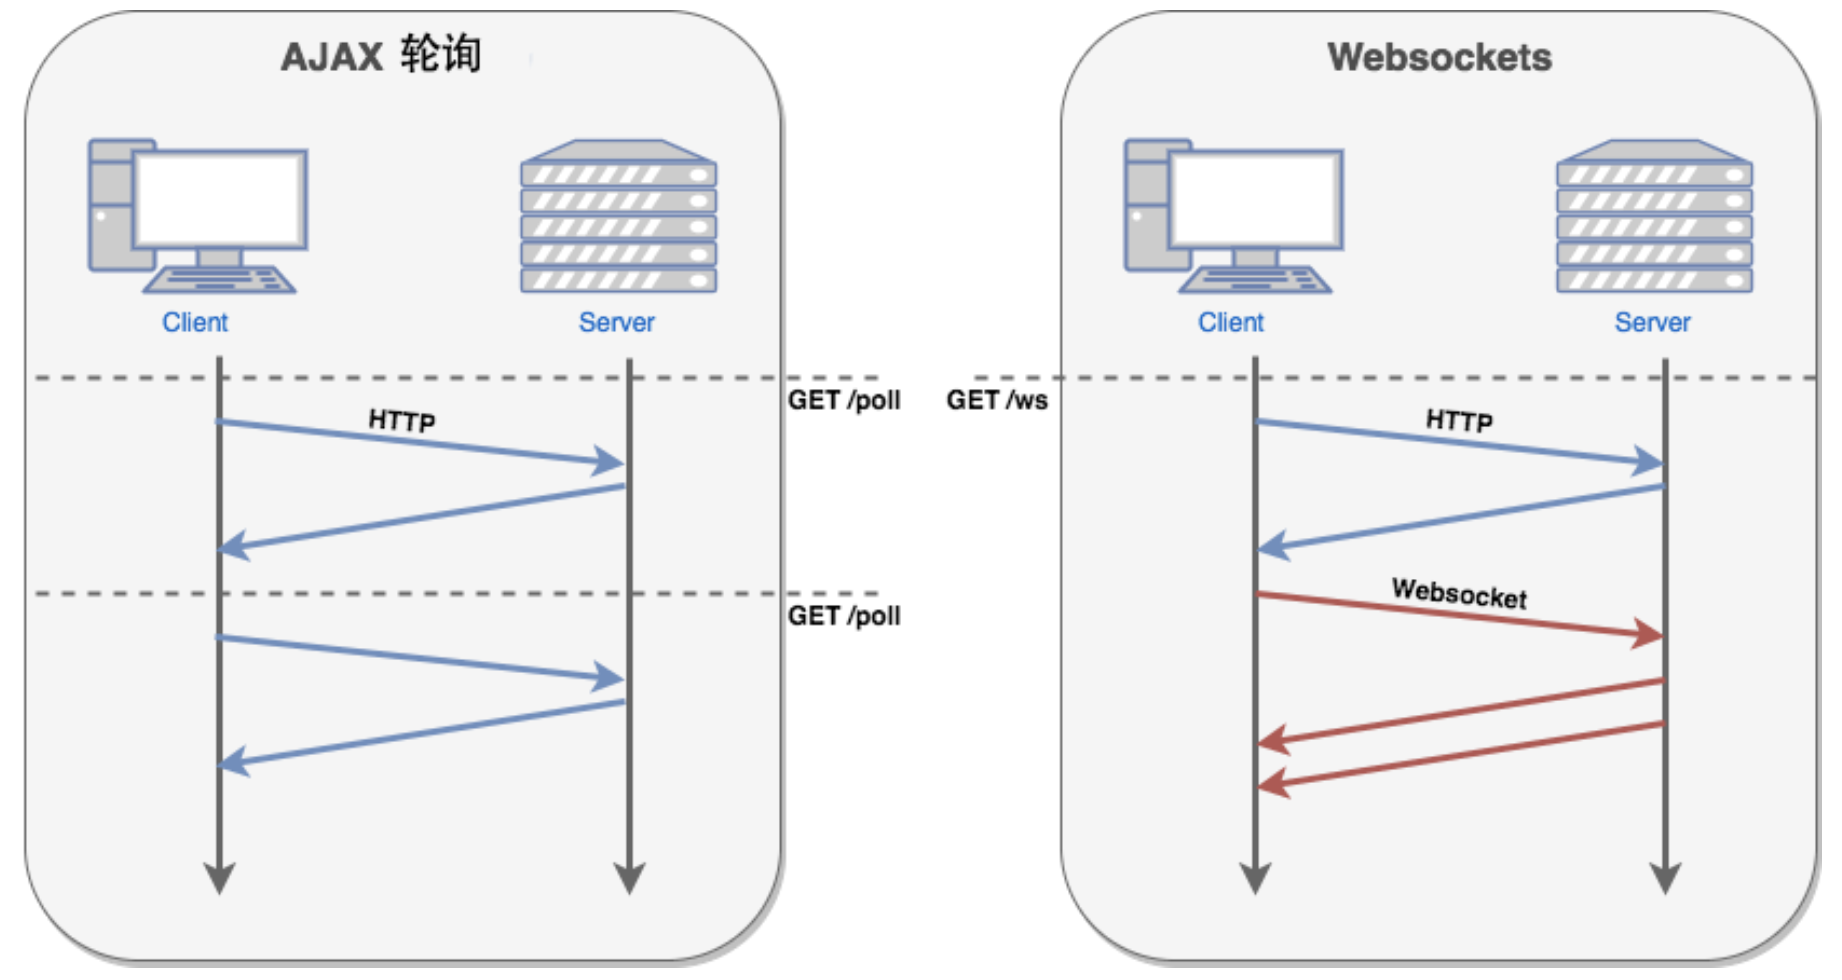 AJAX 轮询
Client
Server
GET /poll
HTTP
GET /poll
Websockets
Client
Server
GET /ws
HTTP
Websocket